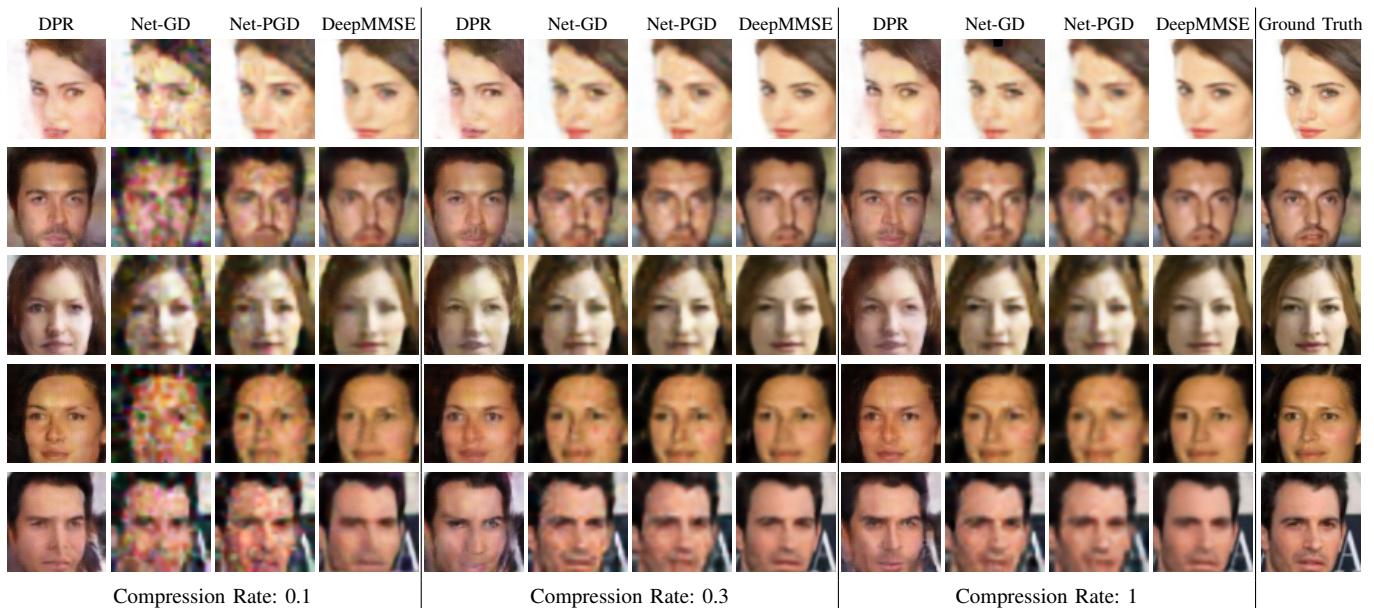 DPR Net-GD Net-PGD DeepMMSE DPR Net-GD Net-PGD DeepMMSE DPR Net-GD Net-PGD DeepMMSE Ground Truth
Compression Rate: 0.1 Compression Rate: 0.3 Compression Rate: 1